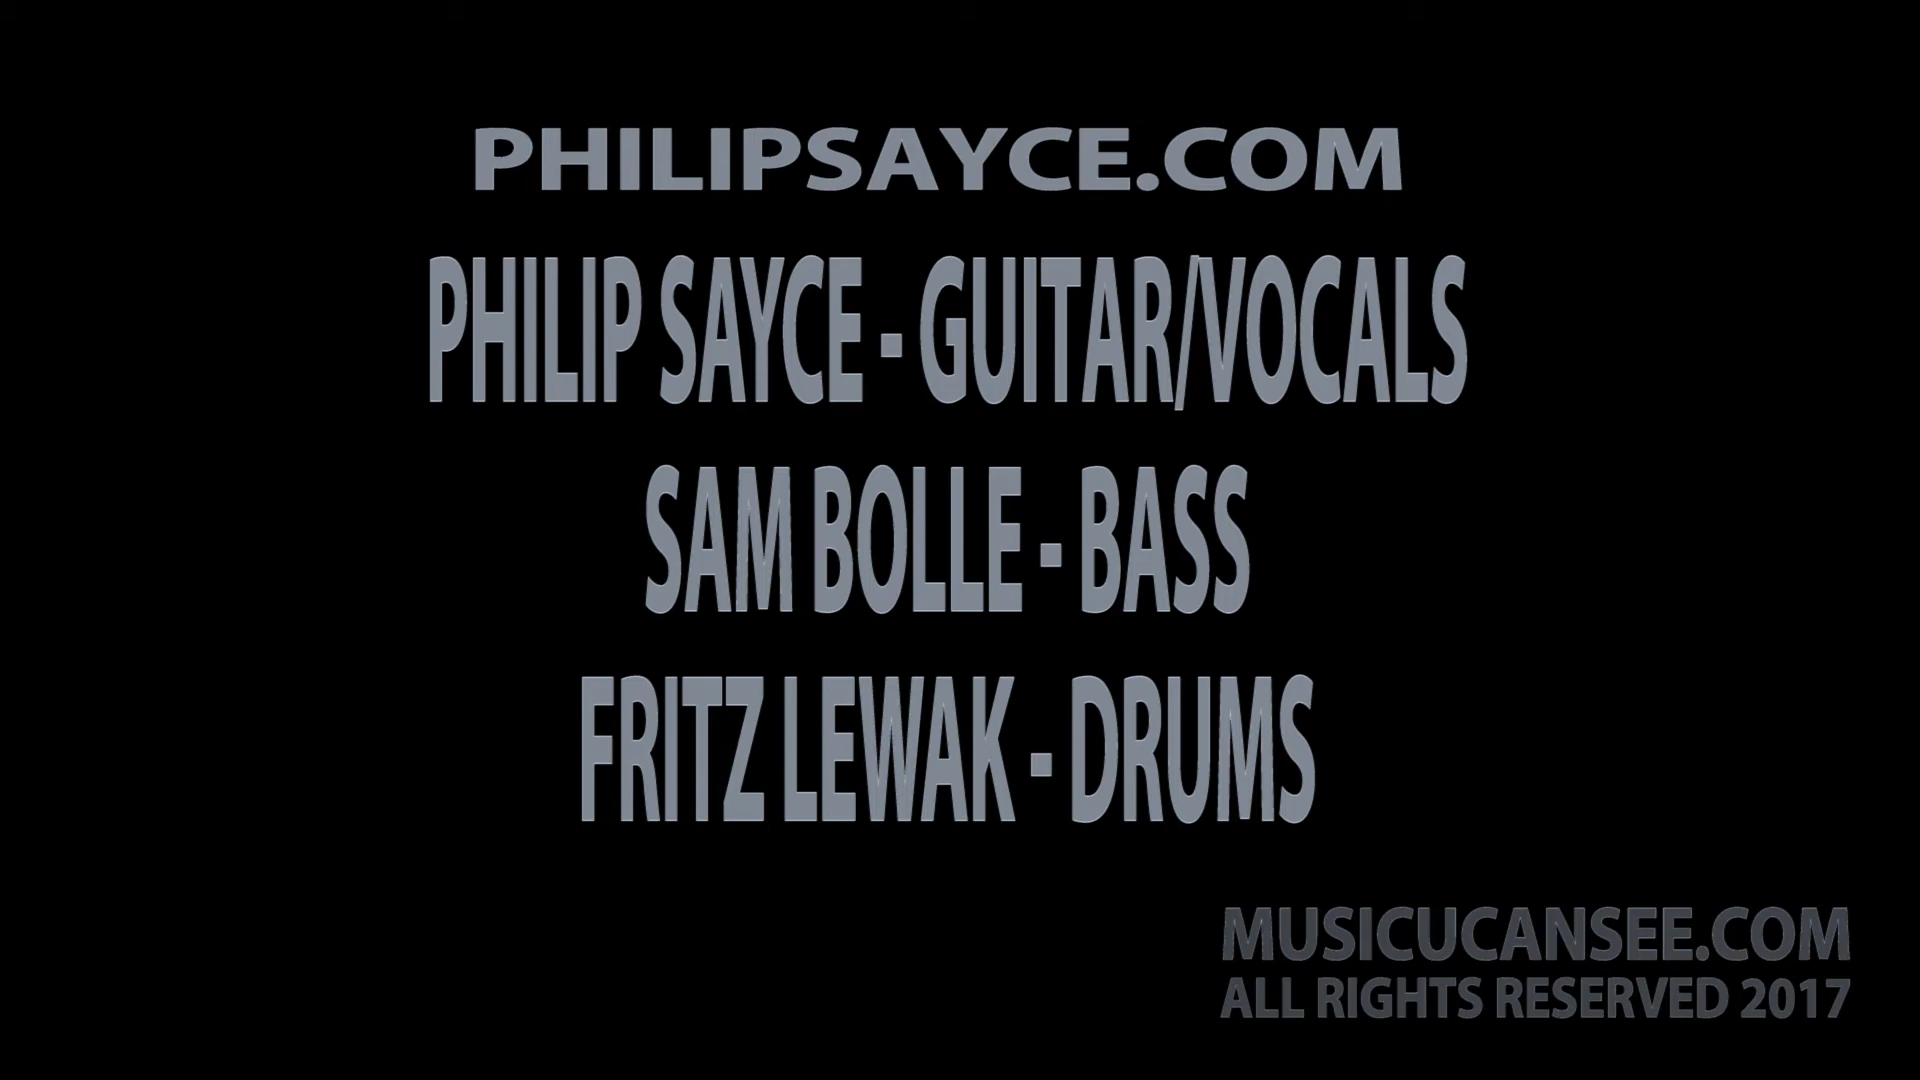 PHILIPSAYCE.COM
PHILIP SAYCE - GUITAR/VOCALS
SAM BOLLE - BASS
FRITZ LEWAK - DRUMS
MUSICUCANSEE.COM
ALL RIGHTS RESERVED 2017